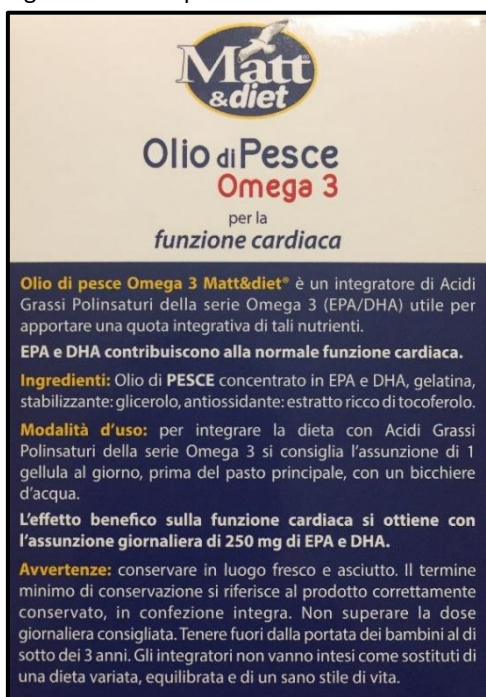 Matt
&diet
Olio di Pesce
Omega 3
per la
funzione cardiaca
Olio di pesce Omega 3 Matt&diet® è un integratore di Acidi
Grassi Polinsaturi della serie Omega 3 (EPA/DHA) utile per
apportare una quota integrativa di tali nutrienti.
EPA e DHA contribuiscono alla normale funzione cardiaca.
Ingredienti: Olio di PESCE concentrato in EPA e DHA, gelatina,
stabilizzante: glicerolo, antiossidante: estratto ricco di tocoferolo.
Modalità d'uso: per integrare la dieta con Acidi Grassi
Polinsaturi della serie Omega 3 si consiglia l'assunzione di 1
gellula al giorno, prima del pasto principale, con un bicchiere
d'acqua.
L'effetto benefico sulla funzione cardiaca si ottiene con
l'assunzione giornaliera di 250 mg di EPA e DHA.
Avvertenze: conservare in luogo fresco e asciutto. Il termine
minimo di conservazione si riferisce al prodotto correttamente
conservato, in confezione integra. Non superare la dose
giornaliera consigliata. Tenere fuori dalla portata dei bambini al di
sotto dei 3 anni. Gli integratori non vanno intesi come sostituti di
una dieta variata, equilibrata e di un sano stile di vita.